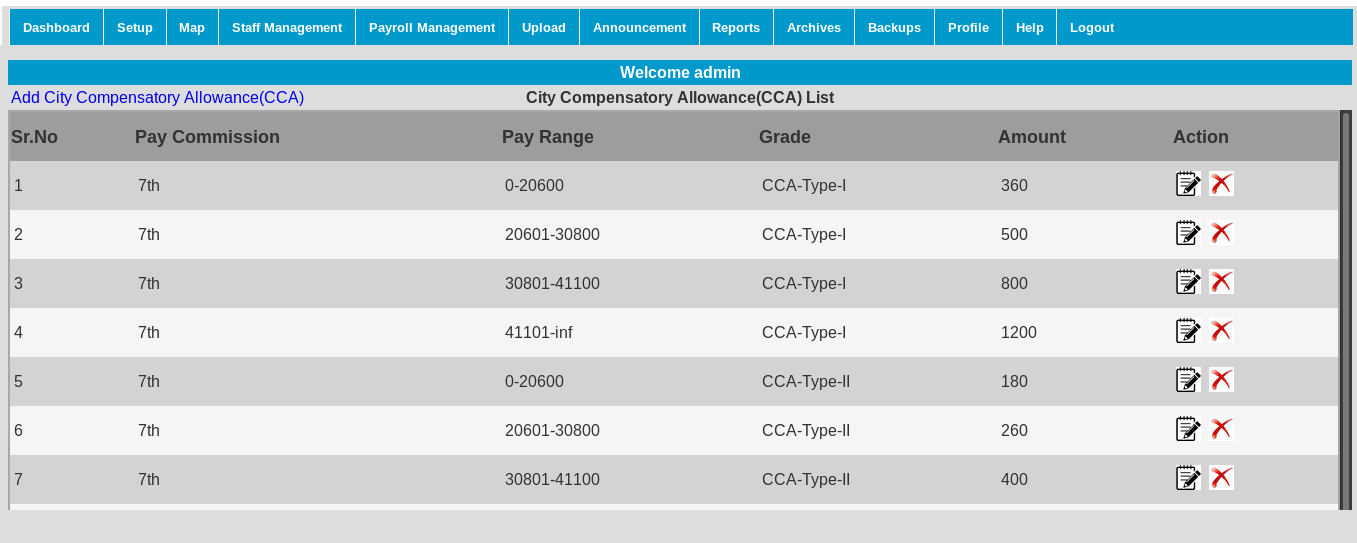 Dashboard Setup Map Staff Management Payroll Management Upload Announcement Reports Archives Backups Profile Help Logout
Welcome admin
Add City Compensatory Allowance(CCA) City Compensatory Allowance(CCA) List
Sr.No Pay Commission Pay Range Grade Amount Action
1 7th 0-20600 CCA-Type-I 360
2 7th 20601-30800 CCA-Type-I 500
3 7th 30801-41100 CCA-Type-I 800
4 7th 41101-inf CCA-Type-I 1200
5 7th 0-20600 CCA-Type-II 180
6 7th 20601-30800 CCA-Type-II 260
7 7th 30801-41100 CCA-Type-II 400